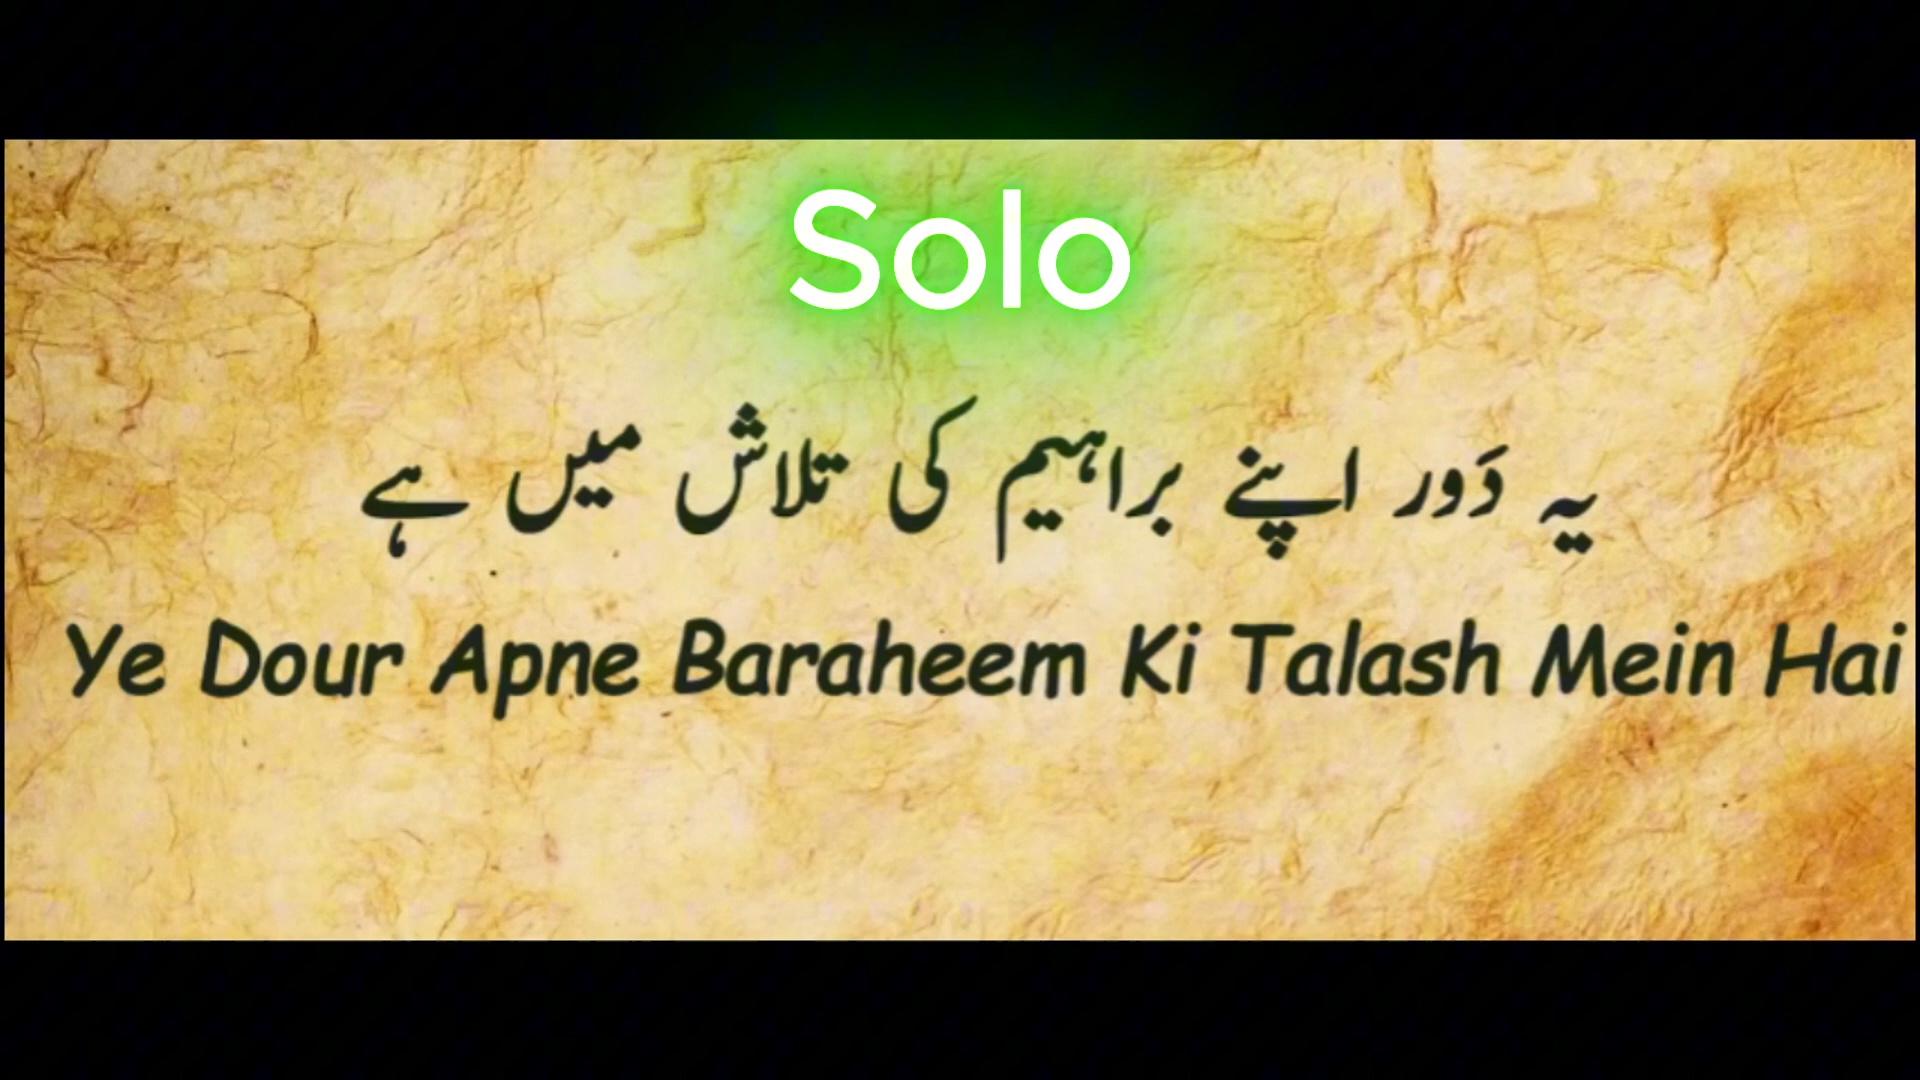 Solo
یہ دَور اپنے براہیم کی تلاش میں ہے
Ye Dour Apne Baraheem Ki Talash Mein Hai